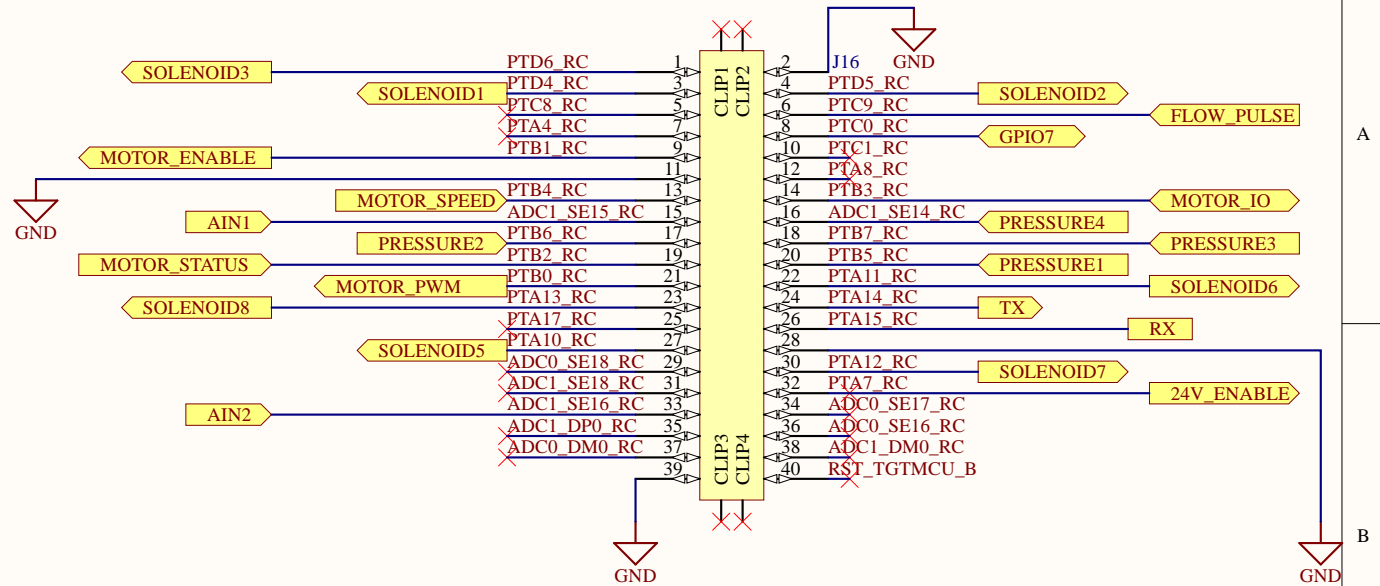 GND
J16
CLIP1 CLIP2
SOLENOID3 PTD6_RC 1 2
SOLENOID1 PTD4_RC 3 4 PTD5_RC SOLENOID2
PTC8_RC 5 6 PTC9_RC FLOW_PULSE
PTA4_RC 7 8 PTC0_RC GPIO7 A
MOTOR_ENABLE PTB1_RC 9 10 PTC1_RC
GND 11 12 PTA8_RC
MOTOR_SPEED PTB4_RC 13 14 PTB3_RC MOTOR_IO
AIN1 ADC1_SE15_RC 15 16 ADC1_SE14_RC PRESSURE4
PRESSURE2 PTB6_RC 17 18 PTB7_RC PRESSURE3
MOTOR_STATUS PTB2_RC 19 20 PTB5_RC PRESSURE1
MOTOR_PWM PTB0_RC 21 22 PTA11_RC SOLENOID6
SOLENOID8 PTA13_RC 23 24 PTA14_RC TX
PTA17_RC 25 26 PTA15_RC RX
SOLENOID5 PTA10_RC 27 28
ADC0_SE18_RC 29 30 PTA12_RC SOLENOID7
ADC1_SE18_RC 31 32 PTA7_RC 24V_ENABLE
AIN2 ADC1_SE16_RC 33 34 ADC0_SE17_RC
ADC1_DP0_RC 35 36 ADC0_SE16_RC
ADC0_DM0_RC 37 38 ADC1_DM0_RC
39 40 RST_TGTMCU_B
CLIP3 CLIP4
B
GND GND